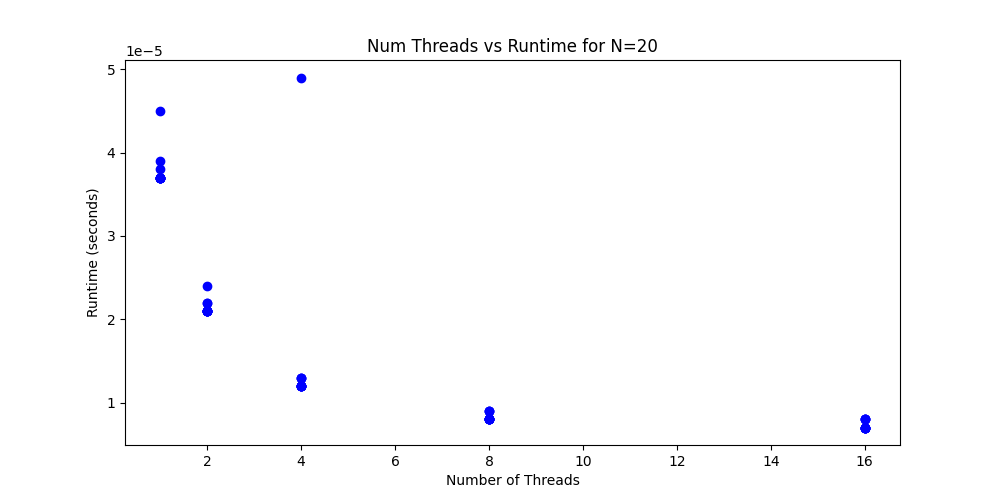 Num Threads vs Runtime for N=20
1e−5
5
4
3
2
1
Runtime (seconds)
2 4 6 8 10 12 14 16
Number of Threads